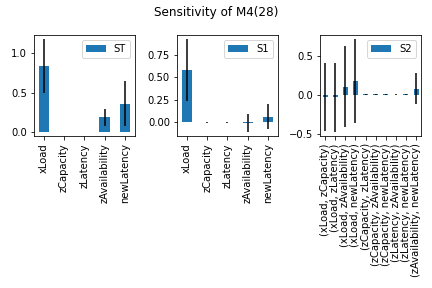 Sensitivity of M4(28)
ST
1.0
0.5
0.0
xLoad
zCapacity
zLatency
zAvailability
newLatency
S1
0.75
0.50
0.25
0.00
xLoad
zCapacity
zLatency
zAvailability
newLatency
S2
0.5
0.0
−0.5
(xLoad, zCapacity)
(xLoad, zLatency)
(xLoad, zAvailability)
(xLoad, newLatency)
(zCapacity, zLatency)
(zCapacity, zAvailability)
(zCapacity, newLatency)
(zLatency, zAvailability)
(zLatency, newLatency)
(zAvailability, newLatency)